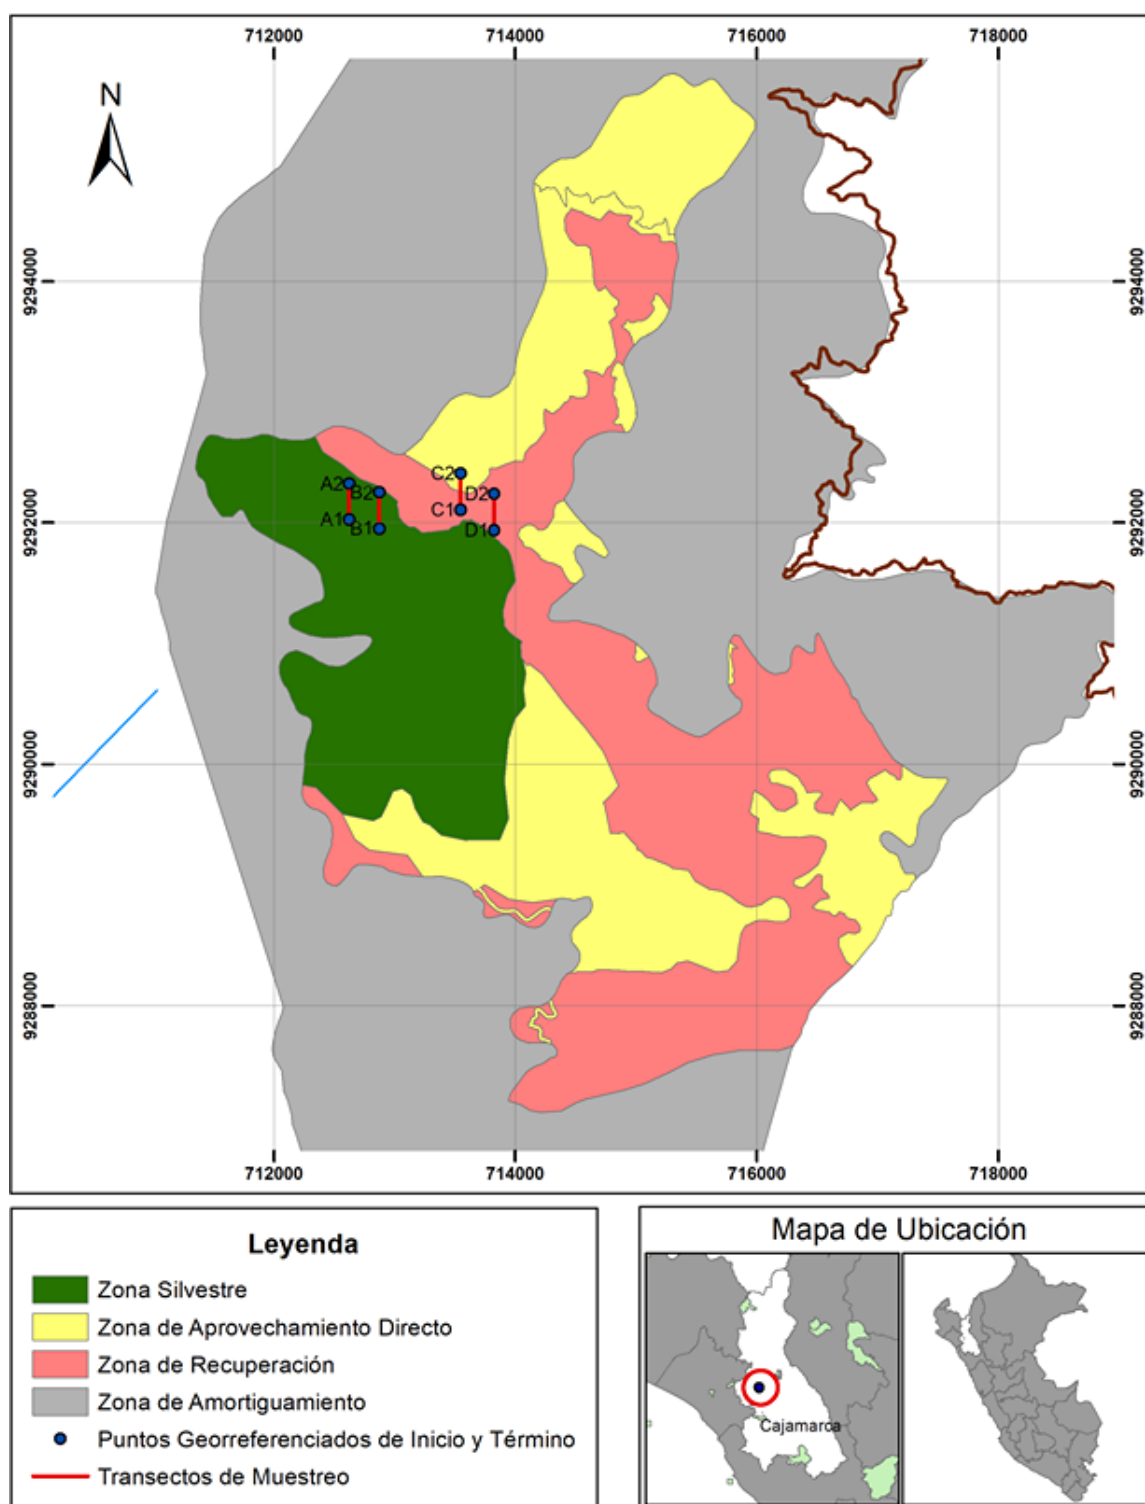 712000 714000 716000 718000
N
9294000 9294000
C2
A2 B2 D2
C1
A1 9292000 9292000
B1 D1
9290000 9290000
9288000 9288000
712000 714000 716000 718000
Leyenda
Zona Silvestre
Zona de Aprovechamiento Directo
Zona de Recuperación
Zona de Amortiguamiento
Puntos Georreferenciados de Inicio y Término
Transectos de Muestreo
Mapa de Ubicación
Cajamarca